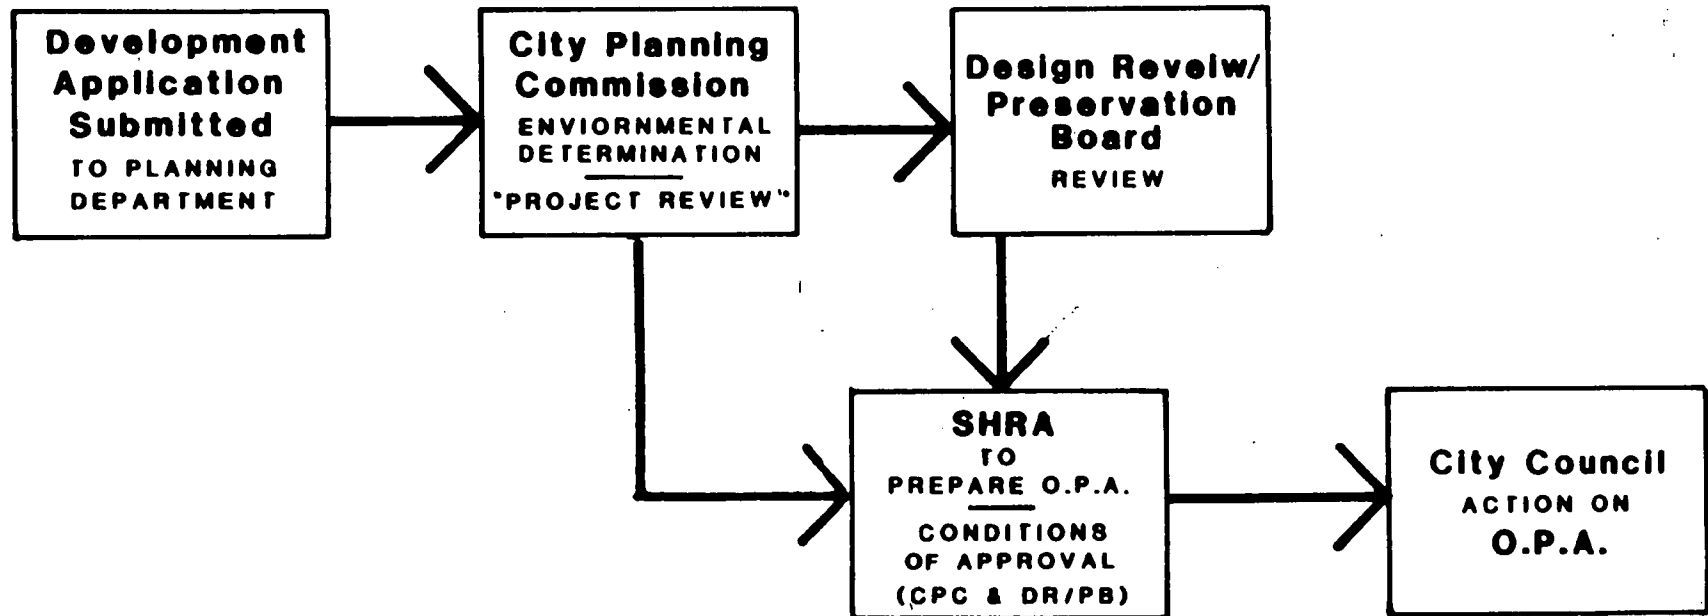 Development
Application
Submitted
TO PLANNING
DEPARTMENT
City Planning
Commission
ENVIORNMENTAL
DETERMINATION
"PROJECT REVIEW"
Design Reveiw/
Preservation
Board
REVIEW
SHRA
TO
PREPARE O.P.A.
CONDITIONS
OF APPROVAL
(CPC & DR/PB)
City Council
ACTION ON
O.P.A.